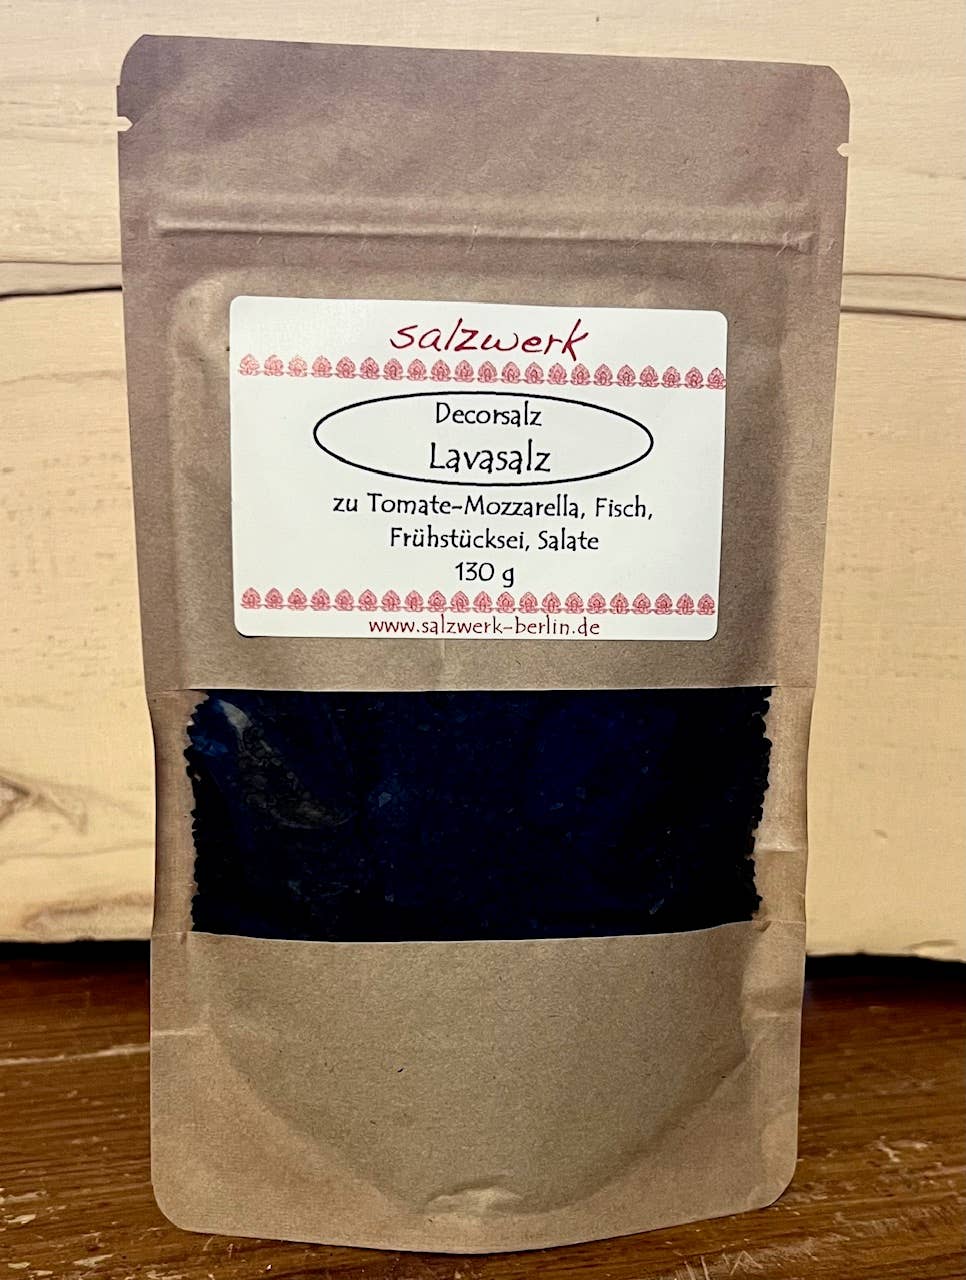 salzwerk
Decorsalz
Lavasalz
zu Tomate-Mozzarella, Fisch,
Frühstücksei, Salate
130 g
www.salzwerk-berlin.de